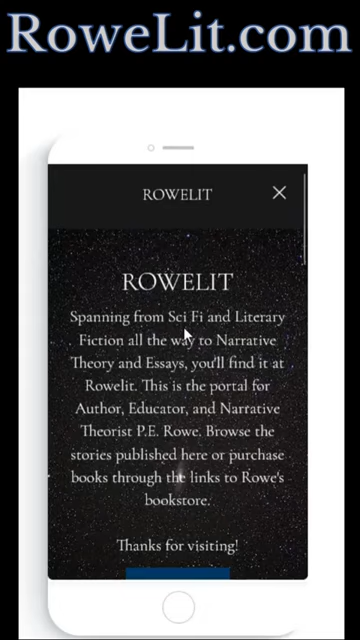 RoweLit.com
ROWELIT
ROWELIT
Spanning from Sci Fi and Literary
Fiction all the way to Narrative
Theory and Essays, you'll find it at
Rowelit. This is the portal for
Author, Educator, and Narrative
Theorist P.E. Rowe. Browse the
stories published here or purchase
books through the links to Rowe's
bookstore.
Thanks for visiting!